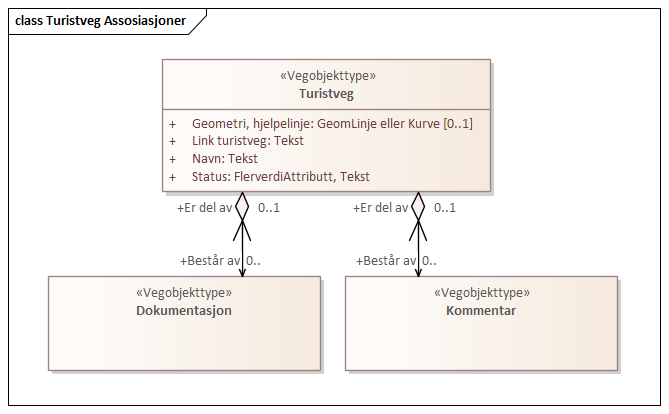 class Turistveg Assosiasjoner
«Vegobjekttype»
Turistveg
+ Geometri, hjelpelinje: GeomLinje eller Kurve [0..1]
+ Link turistveg: Tekst
+ Navn: Tekst
+ Status: FlerverdiAttributt, Tekst
+Er del av 0..1 +Er del av 0..1
+Består av 0.. +Består av 0..
«Vegobjekttype» «Vegobjekttype»
Dokumentasjon Kommentar